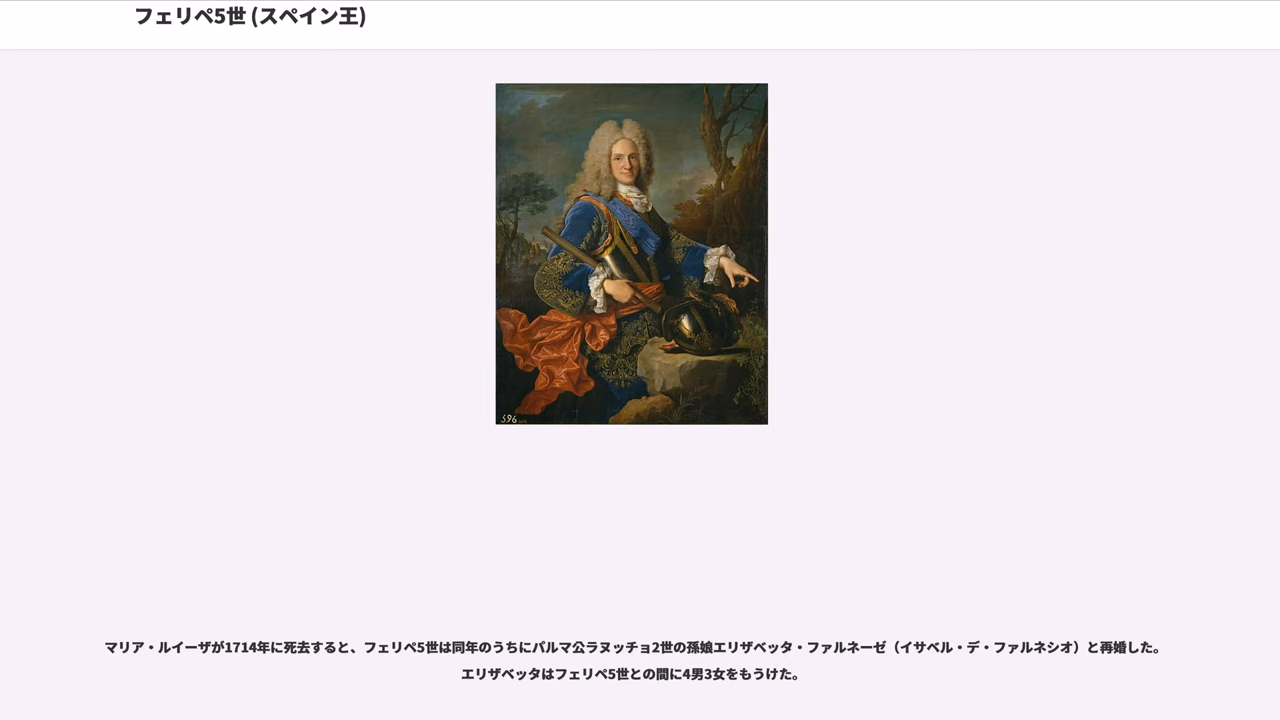 フェリペ5世 (スペイン王)
596
マリア・ルイーザが1714年に死去すると、フェリペ5世は同年のうちにパルマ公ラヌッチョ2世の孫娘エリザベッタ・ファルネーゼ（イサベル・デ・ファルネシオ）と再婚した。
エリザベッタはフェリペ5世との間に4男3女をもうけた。